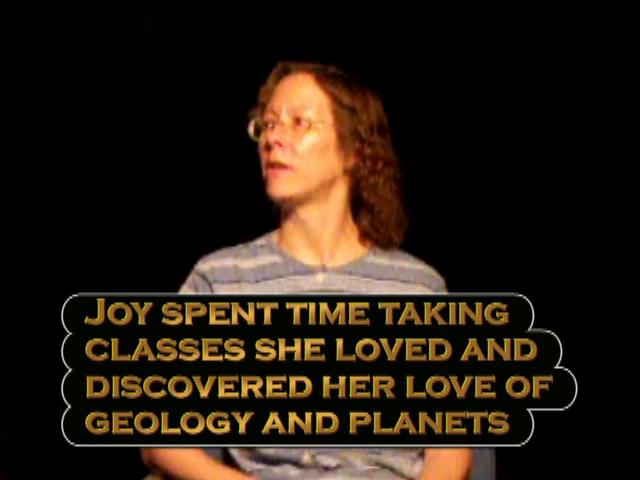 JOY SPENT TIME TAKING
CLASSES SHE LOVED AND
DISCOVERED HER LOVE OF
GEOLOGY AND PLANETS